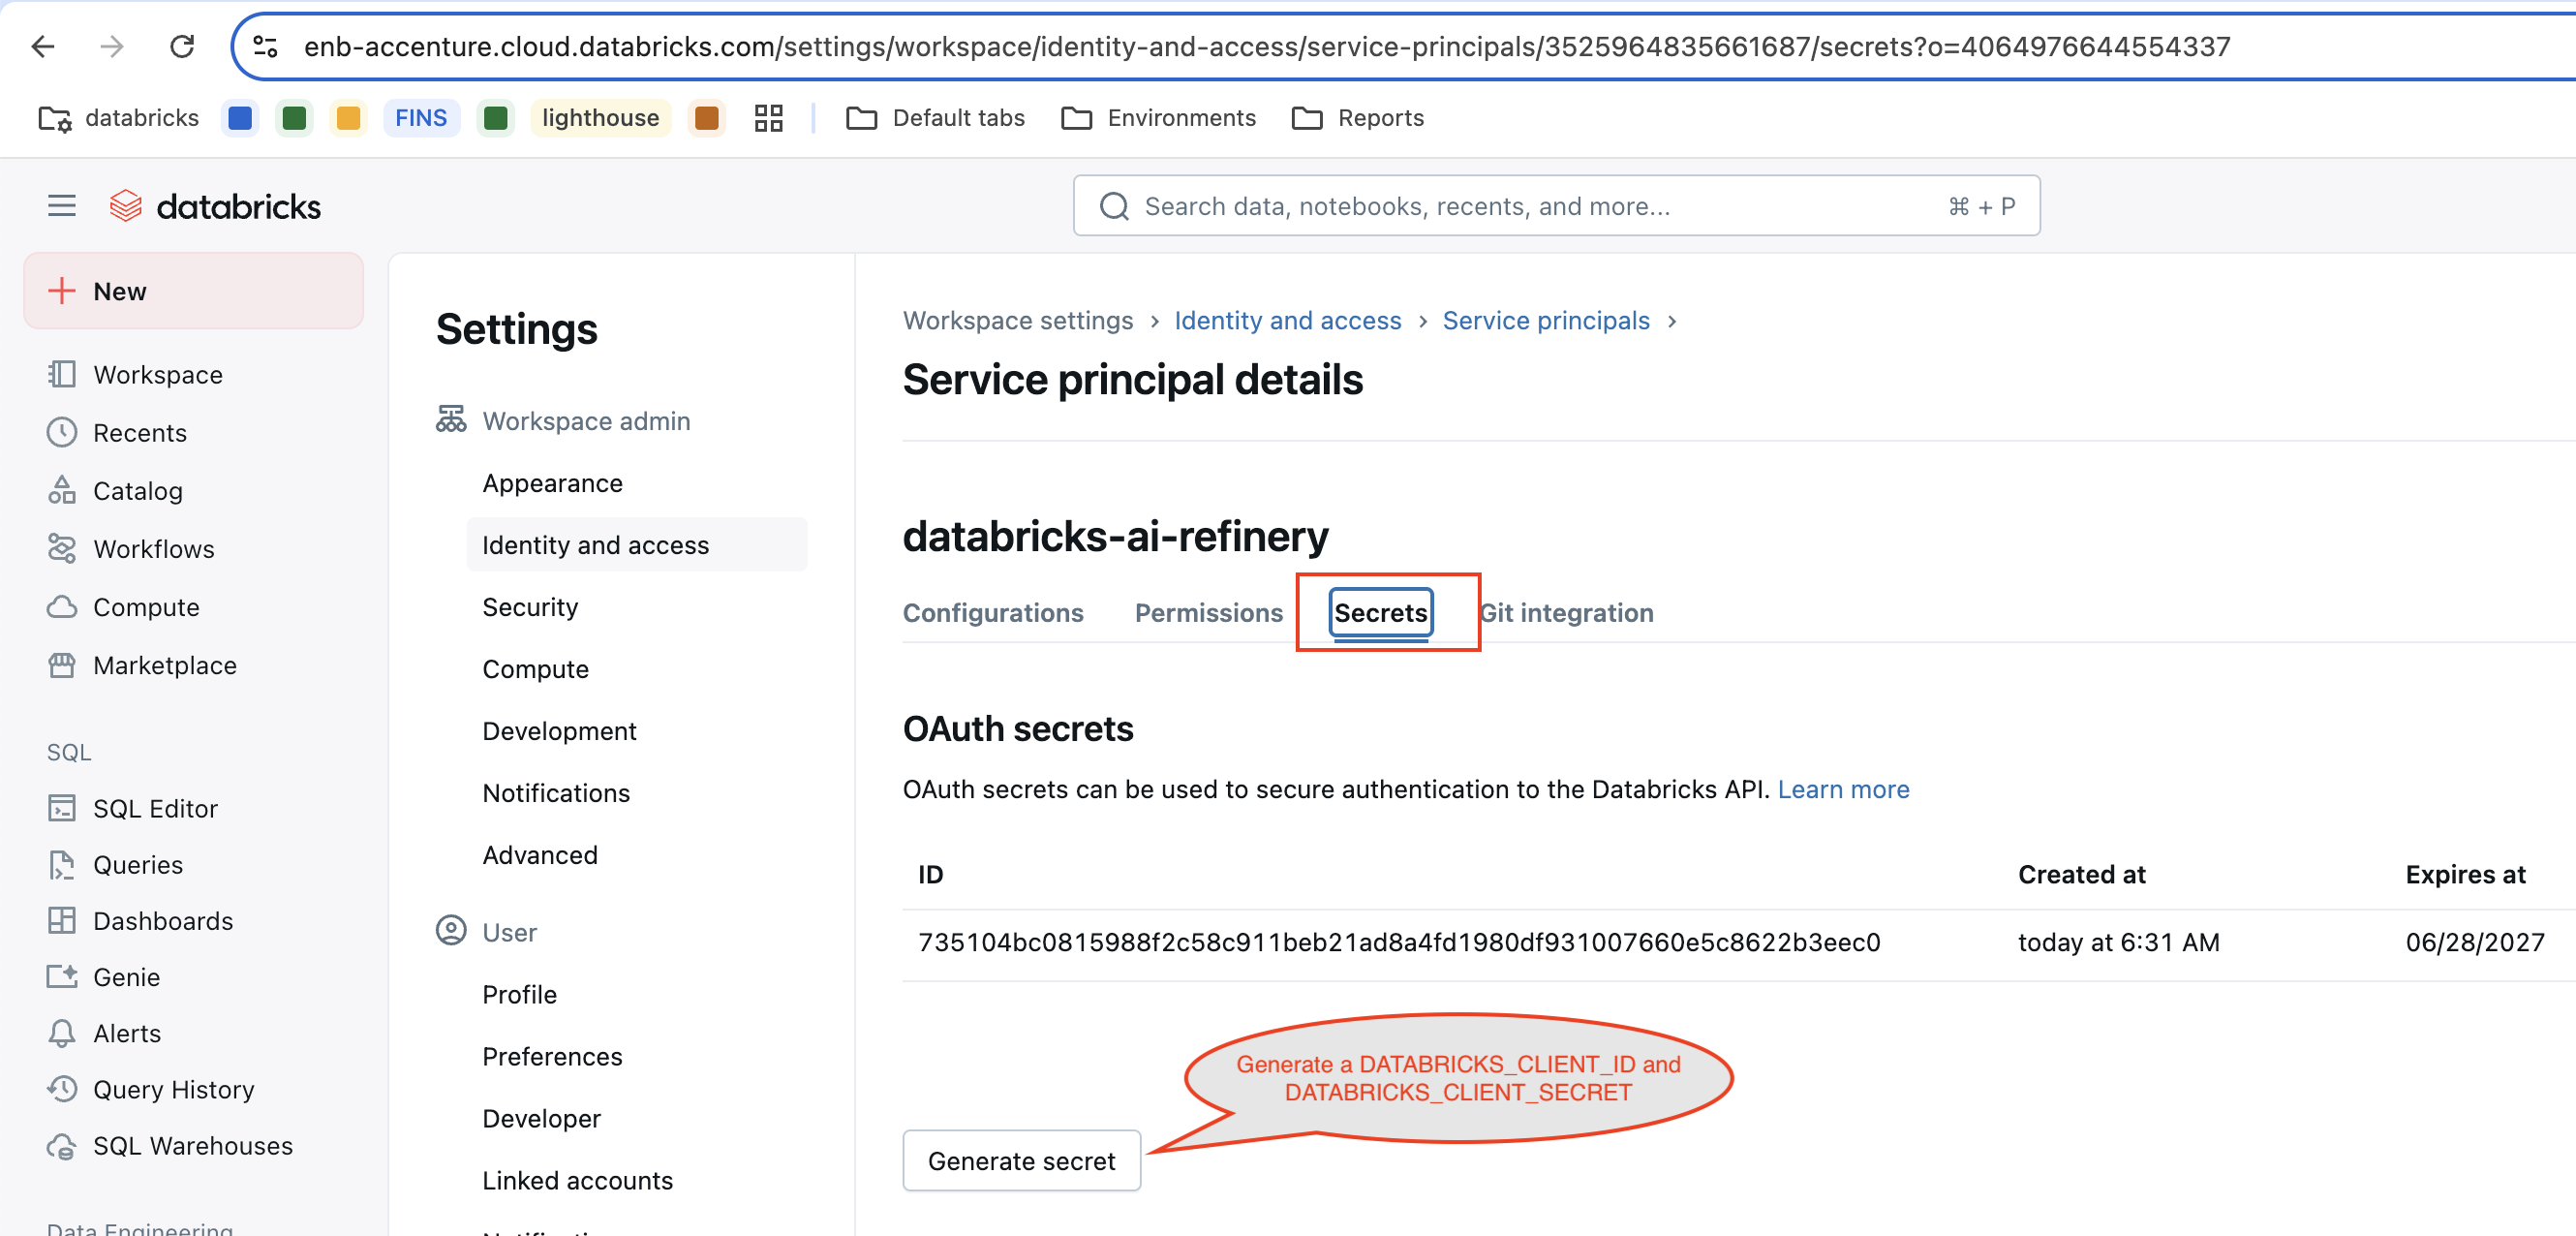 enb-accenture.cloud.databricks.com/settings/workspace/identity-and-access/service-principals/3525964835661687/secrets?o=4064976644554337
databricks
FINS
lighthouse
Default tabs
Environments
Reports
databricks
Search data, notebooks, recents, and more...
⌘ + P
New
Workspace
Recents
Catalog
Workflows
Compute
Marketplace
SQL
SQL Editor
Queries
Dashboards
Genie
Alerts
Query History
SQL Warehouses
Data Engineering
Settings
Workspace admin
Appearance
Identity and access
Security
Compute
Development
Notifications
Advanced
User
Profile
Preferences
Developer
Linked accounts
Workspace settings › Identity and access › Service principals ›
Service principal details
databricks-ai-refinery
Configurations
Permissions
Secrets
Git integration
OAuth secrets
OAuth secrets can be used to secure authentication to the Databricks API. Learn more
ID
Created at
Expires at
735104bc0815988f2c58c911beb21ad8a4fd1980df931007660e5c8622b3eec0
today at 6:31 AM
06/28/2027
Generate a DATABRICKS_CLIENT_ID and
DATABRICKS_CLIENT_SECRET
Generate secret